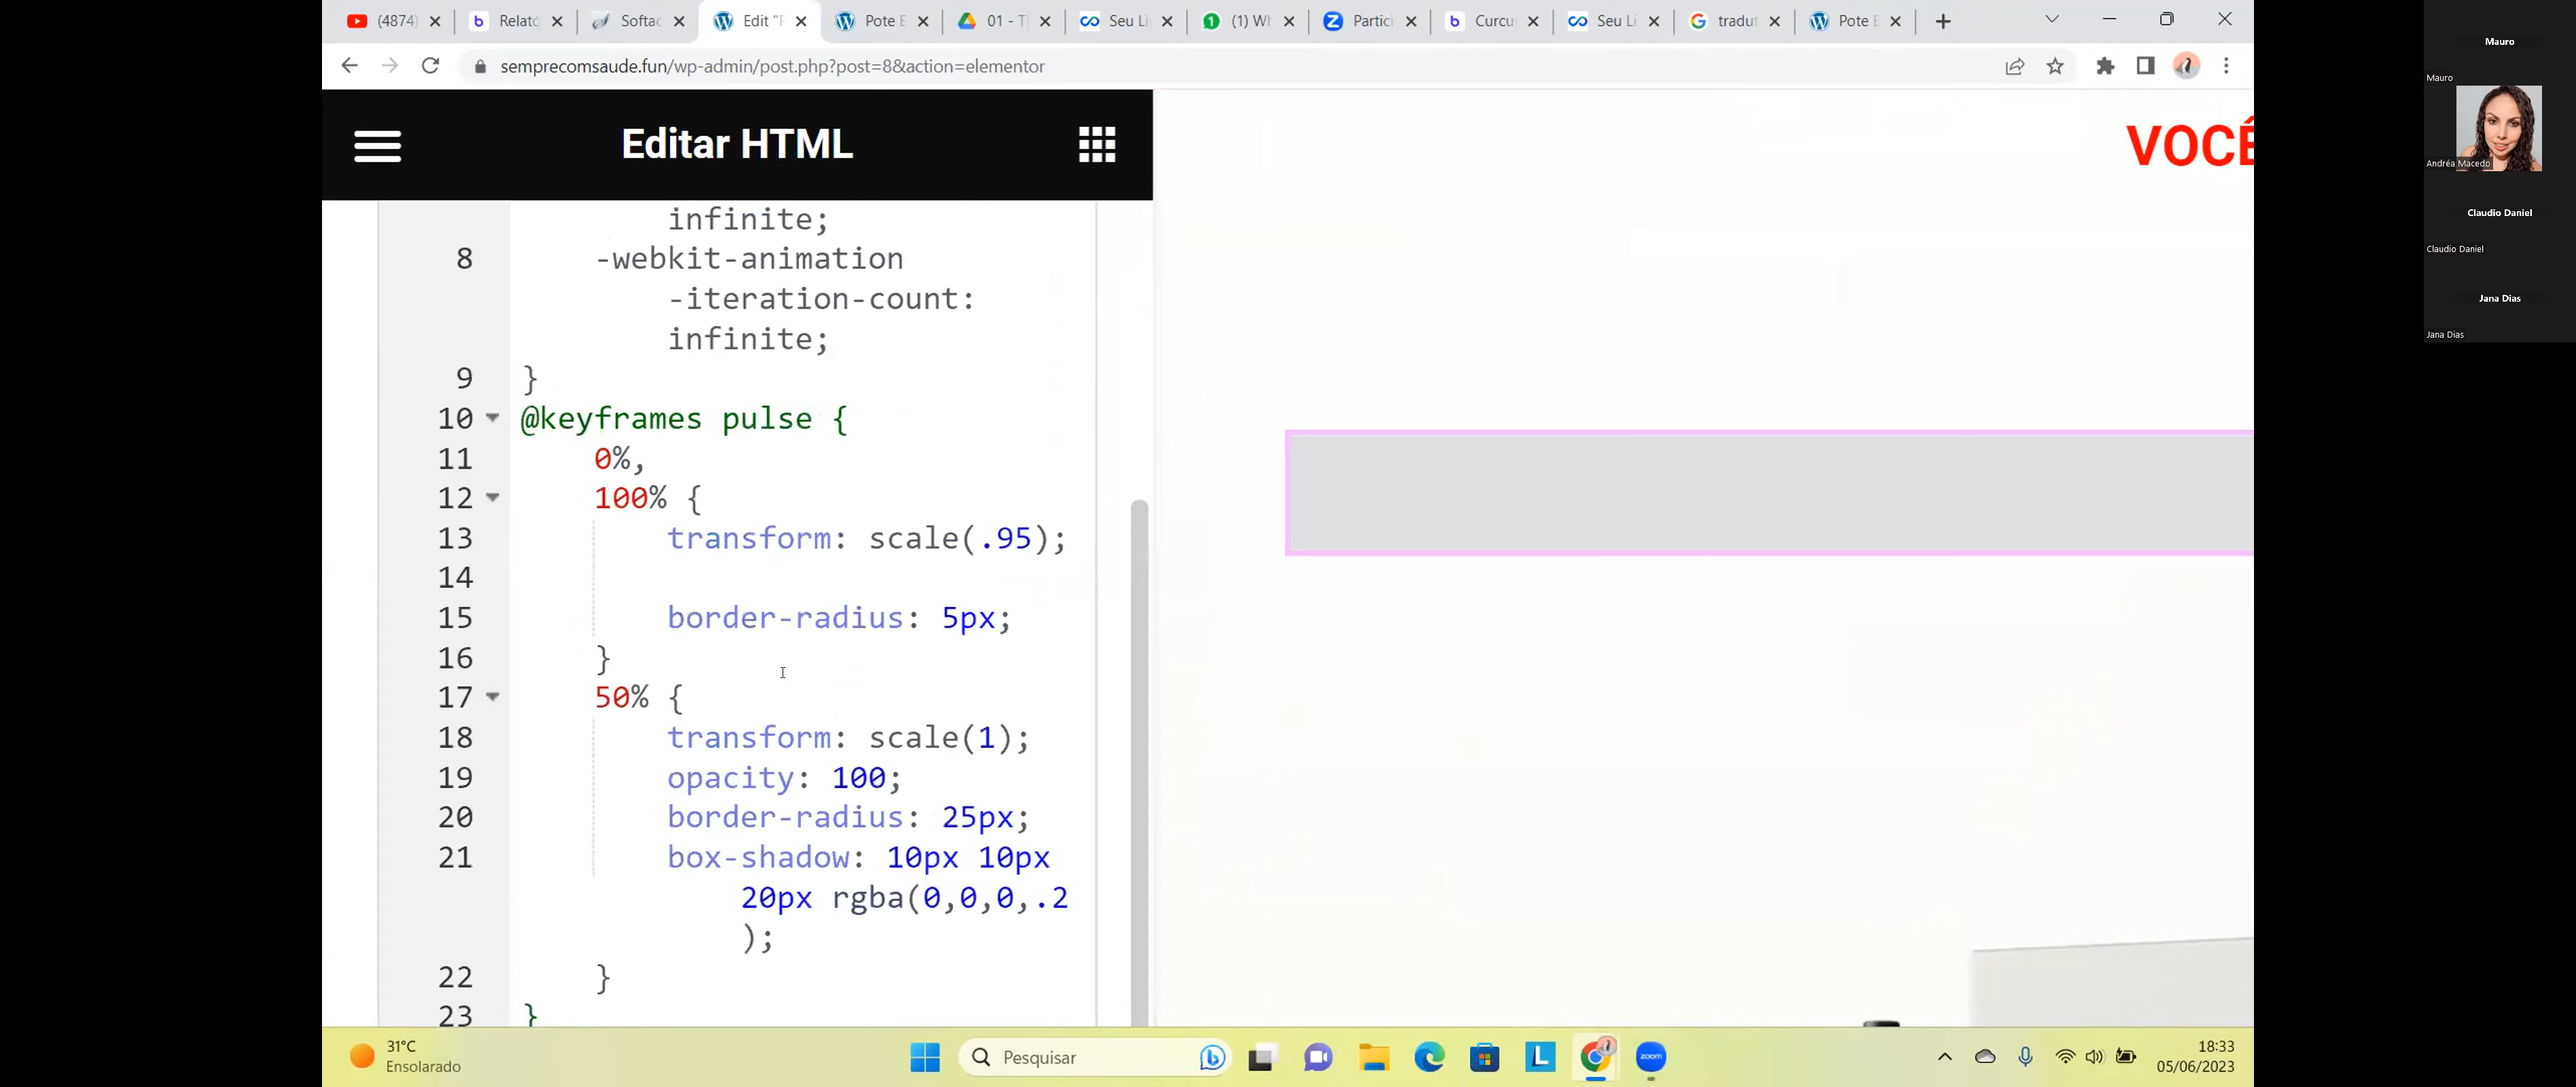 (4874)
Relató
Softac
Edit "P
Pote E
01 - T
Seu Li
(1) Wh
Partici
Curcu
Seu Li
G tradut
Pote E
semprecomsaude.fun/wp-admin/post.php?post=8&action=elementor
Editar HTML
infinite;
8 -webkit-animation
-iteration-count:
infinite;
9 }
10 @keyframes pulse {
11 0%,
12 100% {
13 transform: scale(.95);
14
15 border-radius: 5px;
16 }
17 50% {
18 transform: scale(1);
19 opacity: 100;
20 border-radius: 25px;
21 box-shadow: 10px 10px
20px rgba(0,0,0,.2
);
22 }
23 }
VOCÊ
Mauro
Mauro
Andréa Macedo
Claudio Daniel
Claudio Daniel
Jana Dias
Jana Dias
31°C
Ensolarado
Pesquisar
L
zoom
18:33
05/06/2023